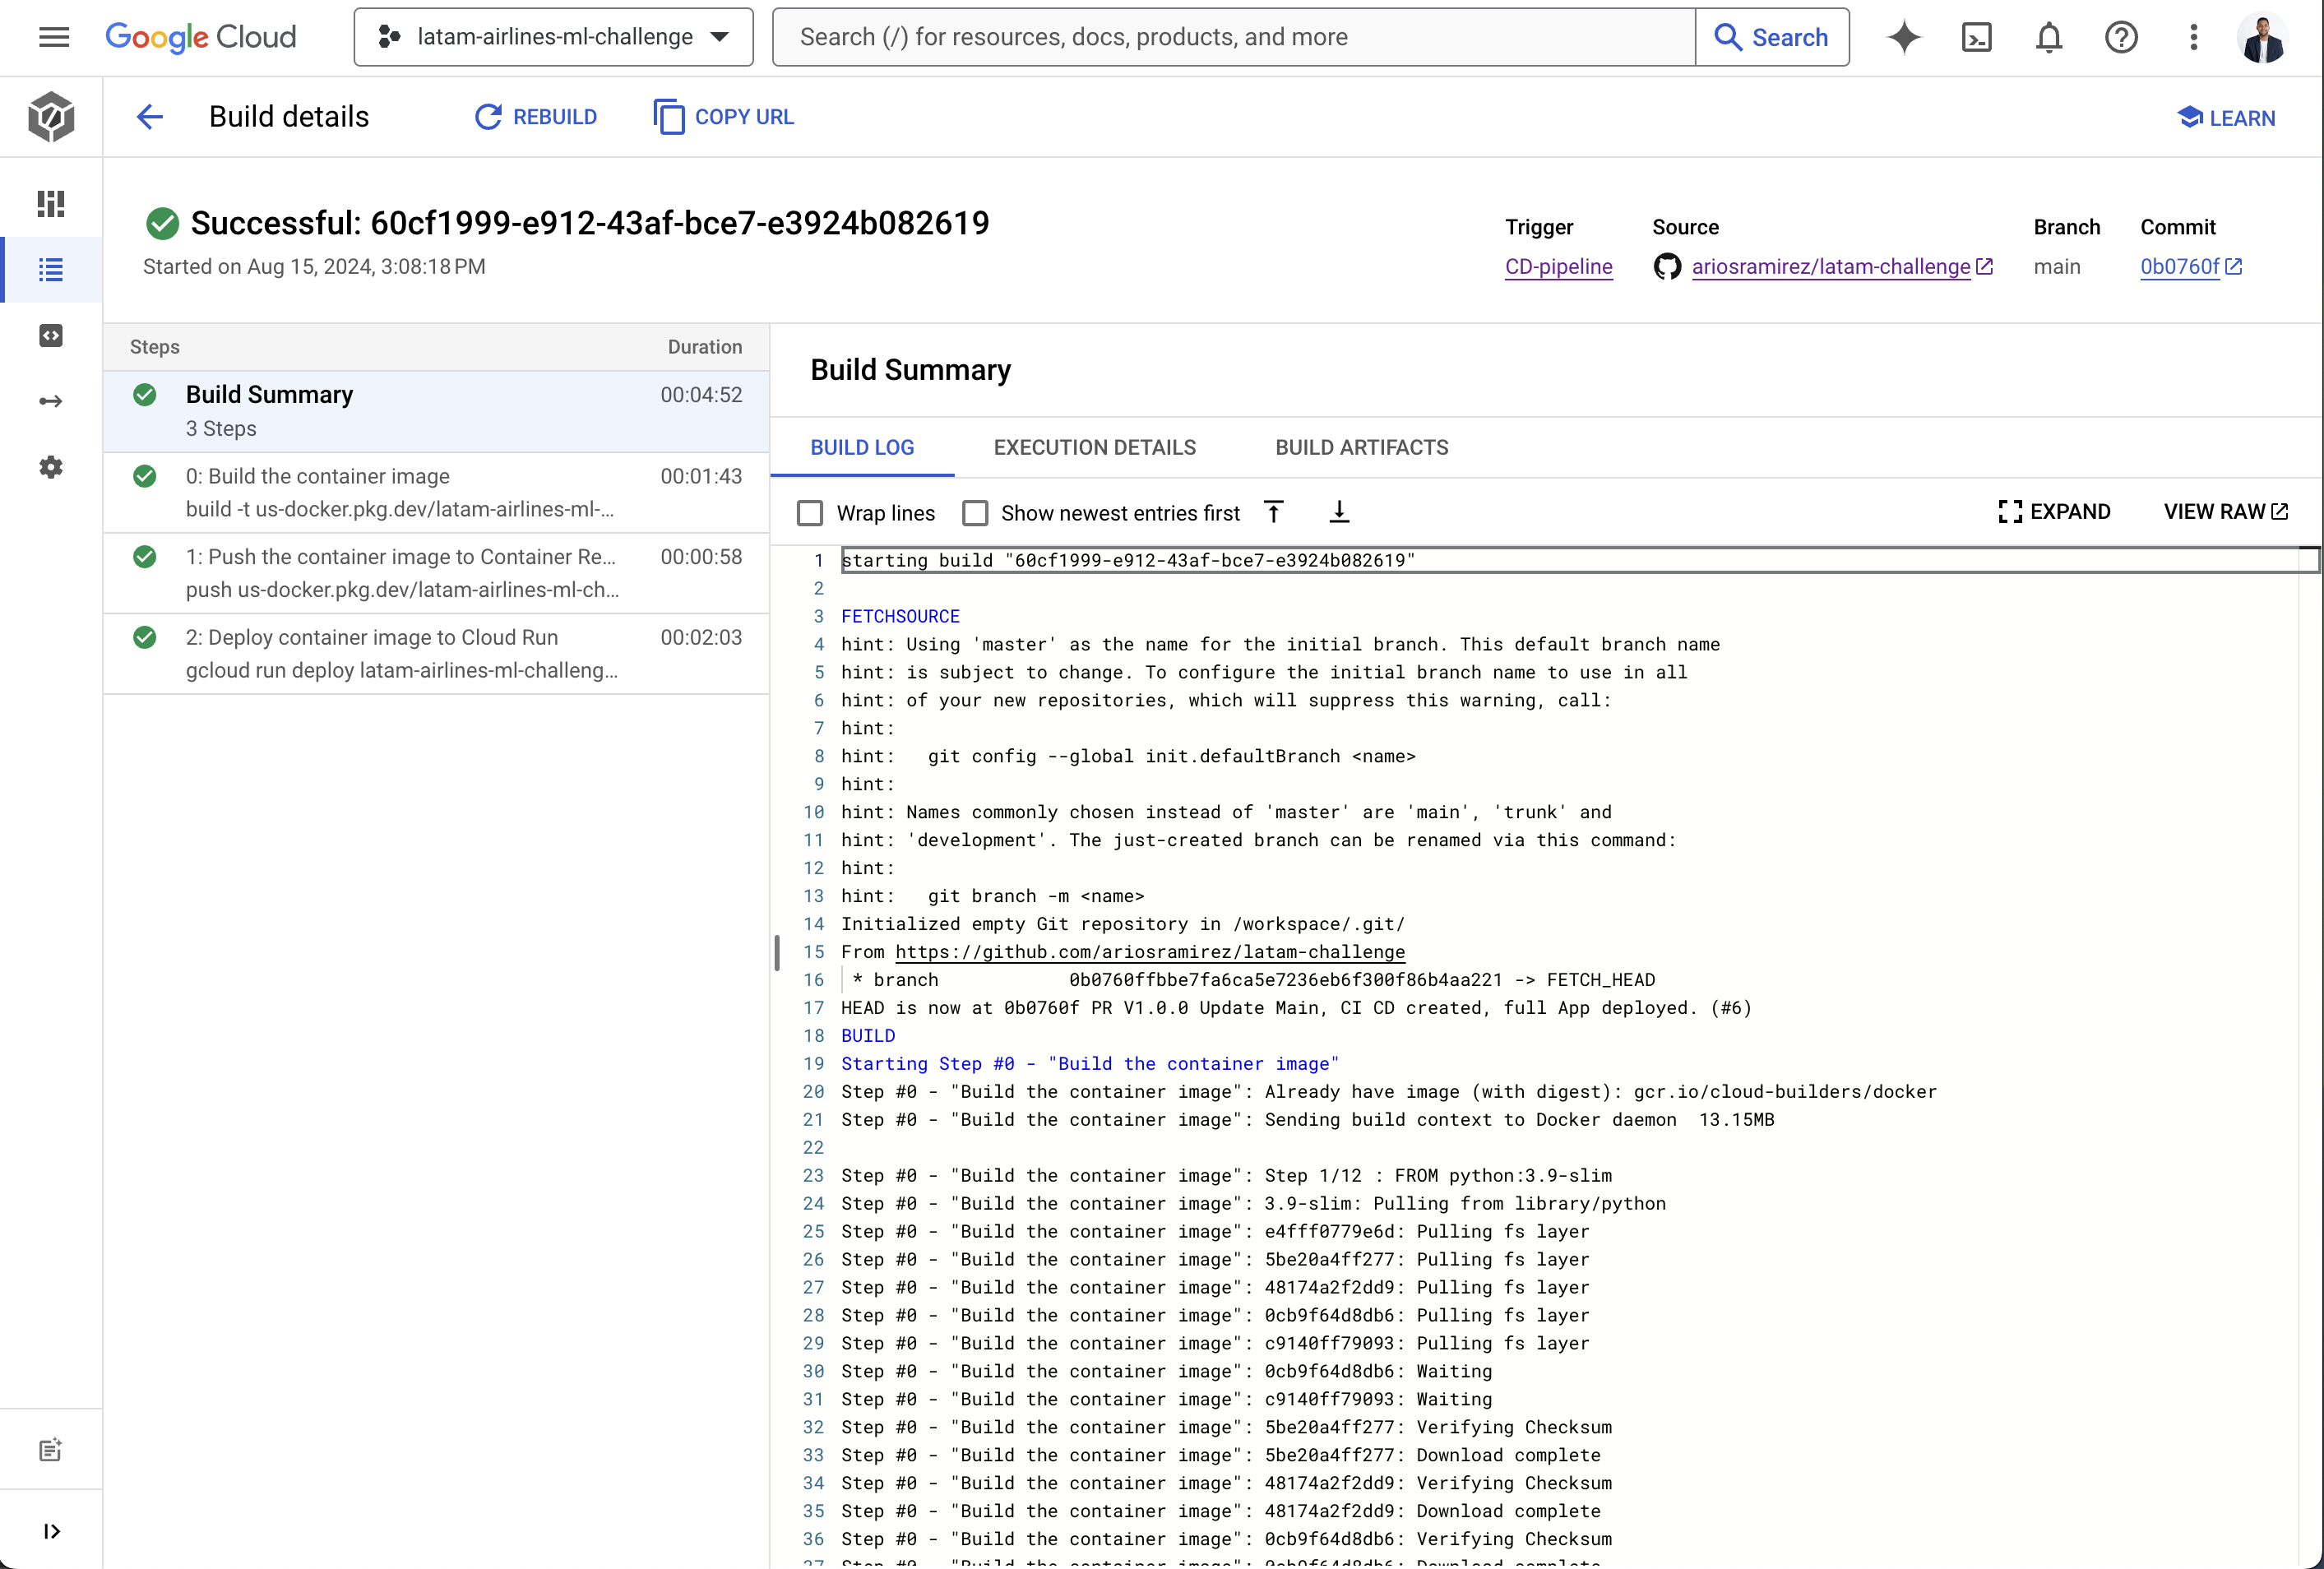 Google Cloud
latam-airlines-ml-challenge
Search (/) for resources, docs, products, and more
Search
Build details
REBUILD
COPY URL
LEARN
Successful: 60cf1999-e912-43af-bce7-e3924b082619
Started on Aug 15, 2024, 3:08:18 PM
Trigger
Source
Branch
Commit
CD-pipeline
ariosramirez/latam-challenge
main
0b0760f
Steps
Duration
Build Summary
00:04:52
3 Steps
0: Build the container image
00:01:43
build -t us-docker.pkg.dev/latam-airlines-ml-...
1: Push the container image to Container Re...
00:00:58
push us-docker.pkg.dev/latam-airlines-ml-ch...
2: Deploy container image to Cloud Run
00:02:03
gcloud run deploy latam-airlines-ml-challeng...
Build Summary
BUILD LOG
EXECUTION DETAILS
BUILD ARTIFACTS
Wrap lines
Show newest entries first
EXPAND
VIEW RAW
1 starting build "60cf1999-e912-43af-bce7-e3924b082619"
2
3 FETCHSOURCE
4 hint: Using 'master' as the name for the initial branch. This default branch name
5 hint: is subject to change. To configure the initial branch name to use in all
6 hint: of your new repositories, which will suppress this warning, call:
7 hint:
8 hint:   git config --global init.defaultBranch <name>
9 hint:
10 hint: Names commonly chosen instead of 'master' are 'main', 'trunk' and
11 hint: 'development'. The just-created branch can be renamed via this command:
12 hint:
13 hint:   git branch -m <name>
14 Initialized empty Git repository in /workspace/.git/
15 From https://github.com/ariosramirez/latam-challenge
16  * branch            0b0760ffbbe7fa6ca5e7236eb6f300f86b4aa221 -> FETCH_HEAD
17 HEAD is now at 0b0760f PR V1.0.0 Update Main, CI CD created, full App deployed. (#6)
18 BUILD
19 Starting Step #0 - "Build the container image"
20 Step #0 - "Build the container image": Already have image (with digest): gcr.io/cloud-builders/docker
21 Step #0 - "Build the container image": Sending build context to Docker daemon  13.15MB
22
23 Step #0 - "Build the container image": Step 1/12 : FROM python:3.9-slim
24 Step #0 - "Build the container image": 3.9-slim: Pulling from library/python
25 Step #0 - "Build the container image": e4fff0779e6d: Pulling fs layer
26 Step #0 - "Build the container image": 5be20a4ff277: Pulling fs layer
27 Step #0 - "Build the container image": 48174a2f2dd9: Pulling fs layer
28 Step #0 - "Build the container image": 0cb9f64d8db6: Pulling fs layer
29 Step #0 - "Build the container image": c9140ff79093: Pulling fs layer
30 Step #0 - "Build the container image": 0cb9f64d8db6: Waiting
31 Step #0 - "Build the container image": c9140ff79093: Waiting
32 Step #0 - "Build the container image": 5be20a4ff277: Verifying Checksum
33 Step #0 - "Build the container image": 5be20a4ff277: Download complete
34 Step #0 - "Build the container image": 48174a2f2dd9: Verifying Checksum
35 Step #0 - "Build the container image": 48174a2f2dd9: Download complete
36 Step #0 - "Build the container image": 0cb9f64d8db6: Verifying Checksum
37 Step #0 - "Build the container image": 0cb9f64d8db6: Download complete